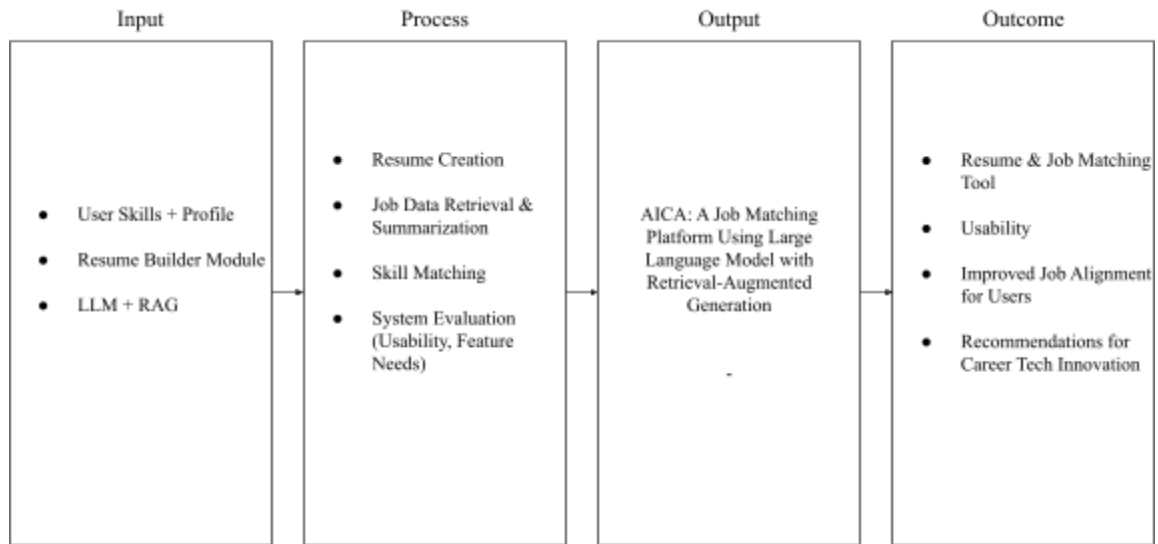 Input
User Skills + Profile
Resume Builder Module
LLM + RAG
Process
Resume Creation
Job Data Retrieval &
Summarization
Skill Matching
System Evaluation
(Usability, Feature
Needs)
Output
AICA: A Job Matching
Platform Using Large
Language Model with
Retrieval-Augmented
Generation
-
Outcome
Resume & Job Matching
Tool
Usability
Improved Job Alignment
for Users
Recommendations for
Career Tech Innovation